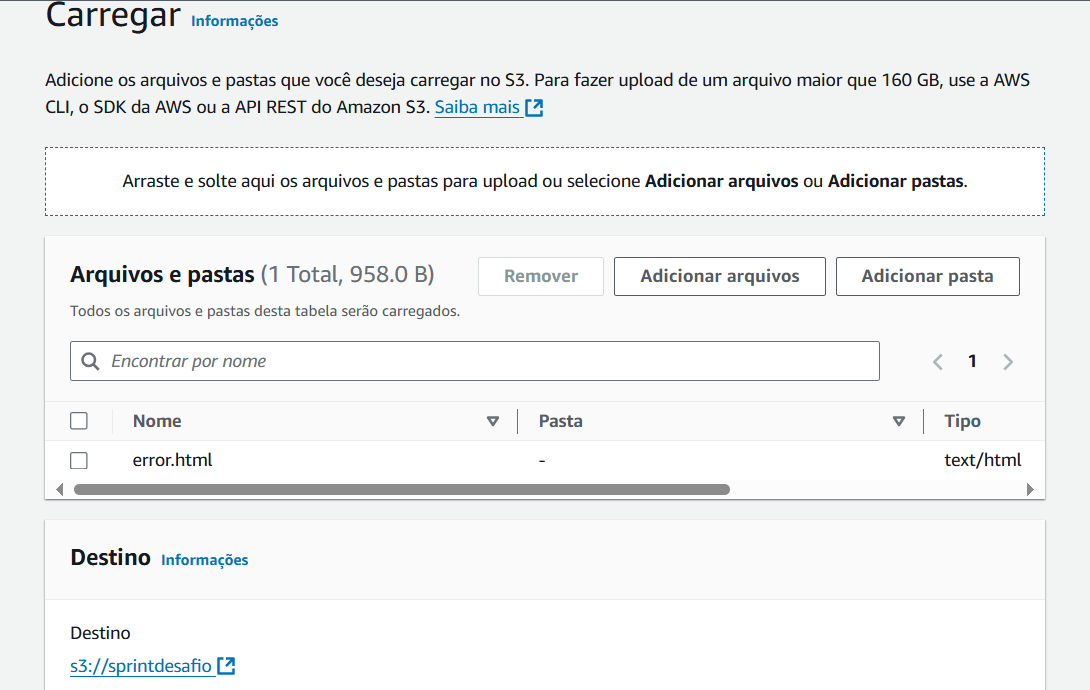 Carregar Informações
Adicione os arquivos e pastas que você deseja carregar no S3. Para fazer upload de um arquivo maior que 160 GB, use a AWS
CLI, o SDK da AWS ou a API REST do Amazon S3. Saiba mais
Arraste e solte aqui os arquivos e pastas para upload ou selecione Adicionar arquivos ou Adicionar pastas.
Arquivos e pastas (1 Total, 958.0 B) Remover Adicionar arquivos Adicionar pasta
Todos os arquivos e pastas desta tabela serão carregados.
Encontrar por nome 1
Nome Pasta Tipo
error.html - text/html
Destino Informações
Destino
s3://sprintdesafio